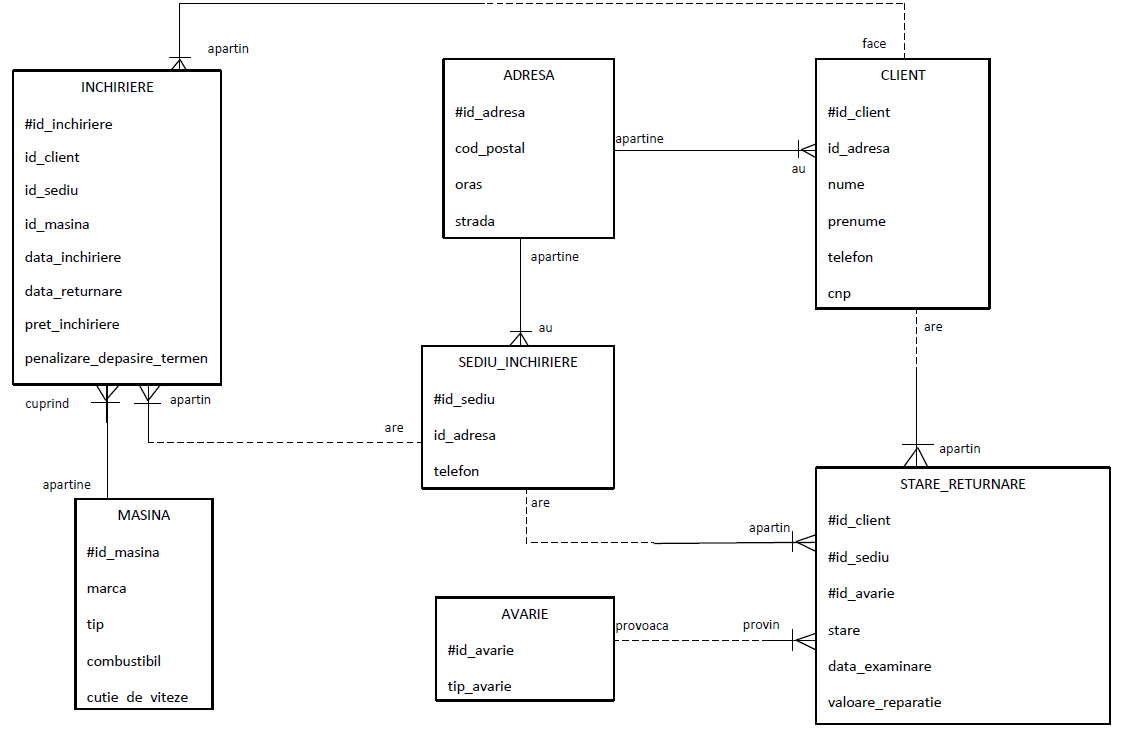 apartin
face
INCHIRIERE
#id_inchiriere
id_client
id_sediu
id_masina
data_inchiriere
data_returnare
pret_inchiriere
penalizare_depasire_termen
ADRESA
#id_adresa
cod_postal
oras
strada
apartine
au
CLIENT
#id_client
id_adresa
nume
prenume
telefon
cnp
apartine
au
are
cuprind
apartin
are
SEDIU_INCHIRIERE
#id_sediu
id_adresa
telefon
apartin
apartine
MASINA
#id_masina
marca
tip
combustibil
cutie_de_viteze
are
apartin
STARE_RETURNARE
#id_client
#id_sediu
#id_avarie
stare
data_examinare
valoare_reparatie
AVARIE
#id_avarie
tip_avarie
provoaca
provin